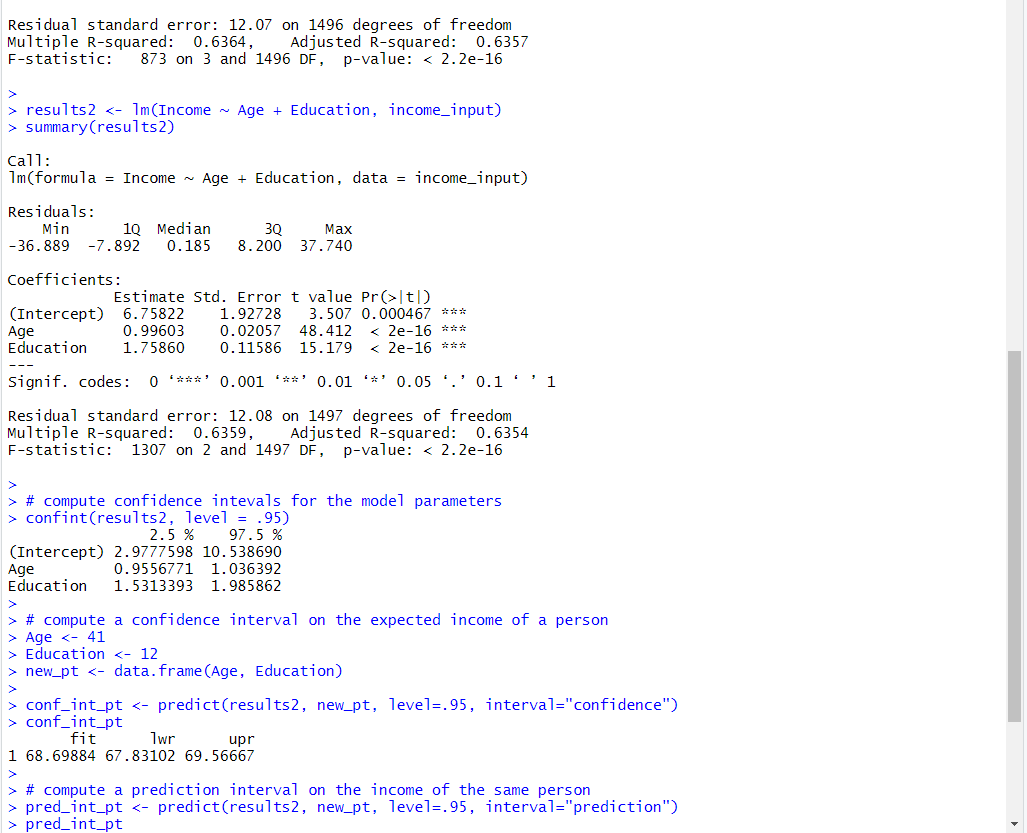 Residual standard error: 12.07 on 1496 degrees of freedom
Multiple R-squared:  0.6364,    Adjusted R-squared:  0.6357
F-statistic:   873 on 3 and 1496 DF,  p-value: < 2.2e-16

>
> results2 <- lm(Income ~ Age + Education, income_input)
> summary(results2)

Call:
lm(formula = Income ~ Age + Education, data = income_input)

Residuals:
    Min      1Q  Median      3Q     Max
-36.889  -7.892   0.185   8.200  37.740

Coefficients:
            Estimate Std. Error t value Pr(>|t|)
(Intercept)  6.75822    1.92728   3.507 0.000467 ***
Age          0.99603    0.02057  48.412  < 2e-16 ***
Education    1.75860    0.11586  15.179  < 2e-16 ***
---
Signif. codes:  0 ‘***’ 0.001 ‘**’ 0.01 ‘*’ 0.05 ‘.’ 0.1 ‘ ’ 1

Residual standard error: 12.08 on 1497 degrees of freedom
Multiple R-squared:  0.6359,    Adjusted R-squared:  0.6354
F-statistic:  1307 on 2 and 1497 DF,  p-value: < 2.2e-16

>
> # compute confidence intevals for the model parameters
> confint(results2, level = .95)
                2.5 %    97.5 %
(Intercept) 2.9777598 10.538690
Age         0.9556771  1.036392
Education   1.5313393  1.985862
>
> # compute a confidence interval on the expected income of a person
> Age <- 41
> Education <- 12
> new_pt <- data.frame(Age, Education)
>
> conf_int_pt <- predict(results2, new_pt, level=.95, interval="confidence")
> conf_int_pt
       fit      lwr      upr
1 68.69884 67.83102 69.56667
>
> # compute a prediction interval on the income of the same person
> pred_int_pt <- predict(results2, new_pt, level=.95, interval="prediction")
> pred_int_pt